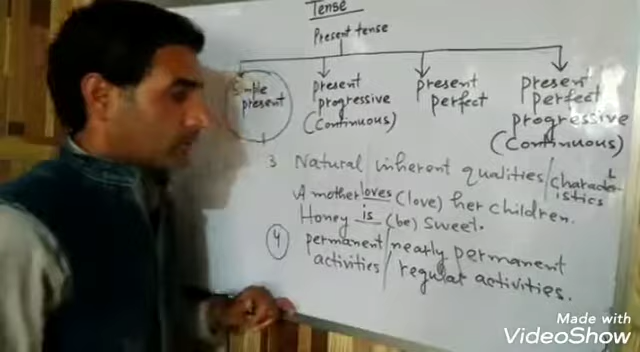 Tense
Present tense
Simple present
present progressive (Continuous)
present perfect
present perfect progressive (Continuous)
3 Natural inherent qualities/characteristics
A mother loves (love) her children.
Honey is (be) sweet.
4 permanent/nearly permanent
activities/regular activities.
Made with
VideoShow